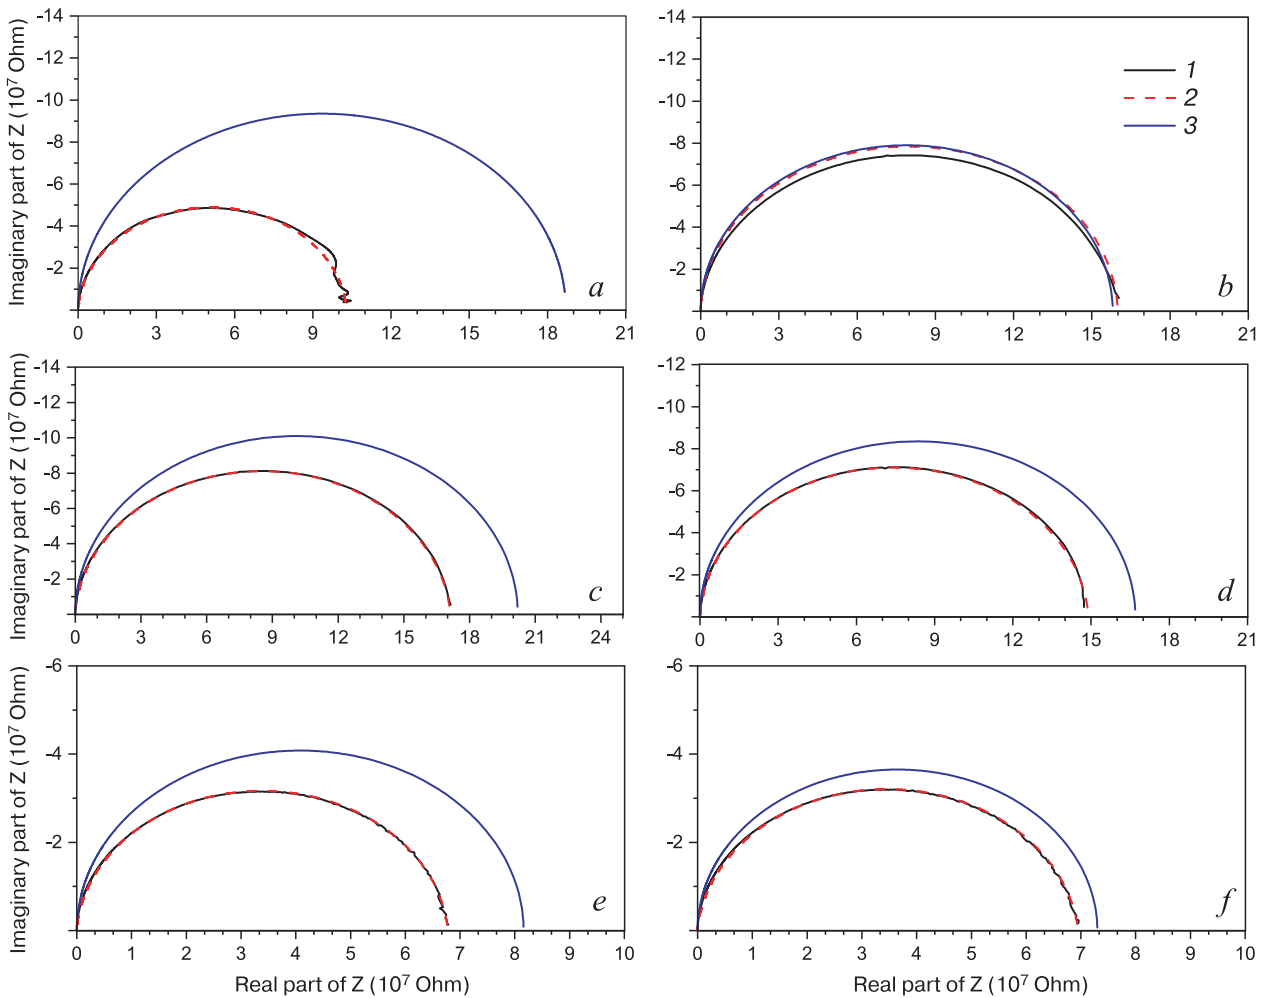 Imaginary part of Z (10⁷ Ohm)
-14
-12
-10
-8
-6
-4
-2
0 3 6 9 12 15 18 21
a
-14
-12
-10
-8
-6
-4
-2
0 3 6 9 12 15 18 21
1
2
3
b
Imaginary part of Z (10⁷ Ohm)
-14
-12
-10
-8
-6
-4
-2
0 3 6 9 12 15 18 21 24
c
-12
-10
-8
-6
-4
-2
0 3 6 9 12 15 18 21
d
Imaginary part of Z (10⁷ Ohm)
-6
-4
-2
0 1 2 3 4 5 6 7 8 9 10
e
Real part of Z (10⁷ Ohm)
-6
-4
-2
0 1 2 3 4 5 6 7 8 9 10
f
Real part of Z (10⁷ Ohm)